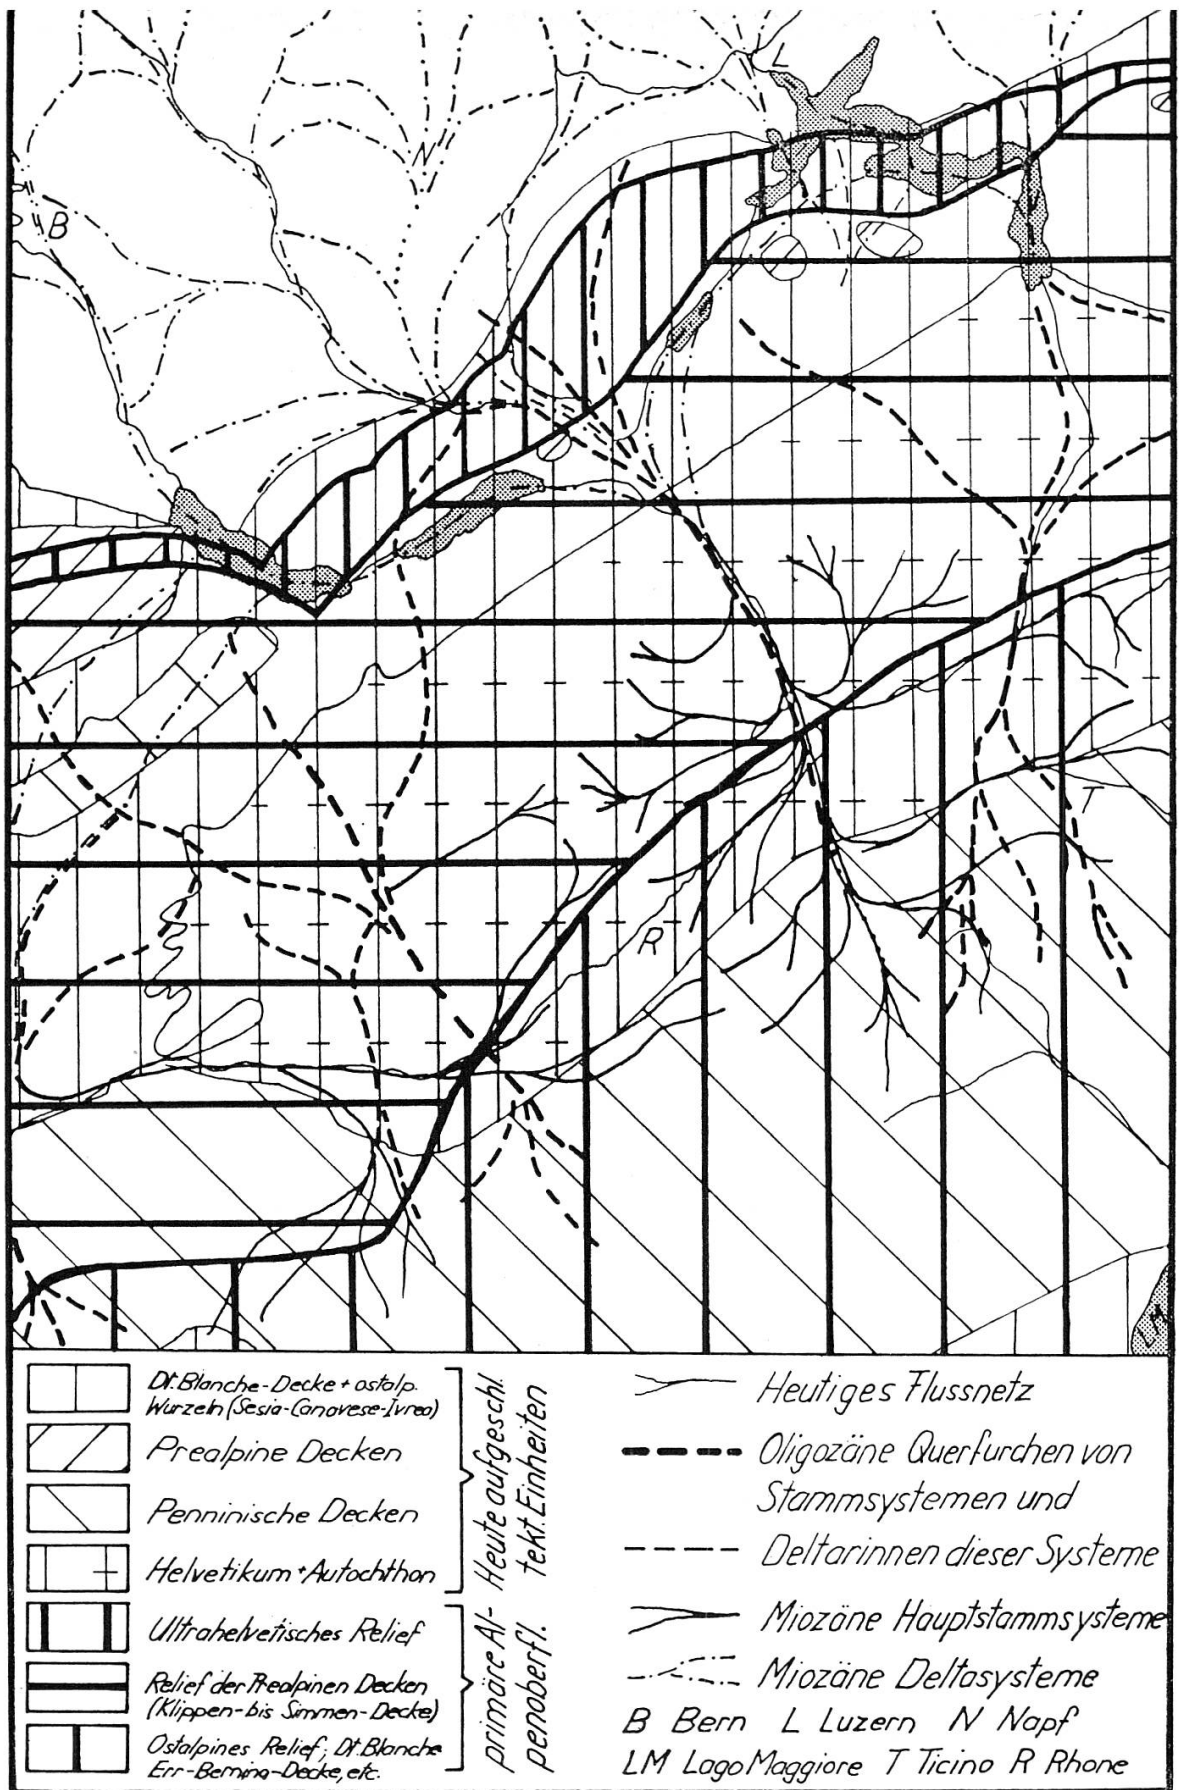 L
N
B
R
T
LM
Dt. Blanche-Decke + ostalp.
Wurzeln (Sesia-Canavese-Ivrea)
Prealpine Decken
Penninische Decken
Helvetikum + Autochthon
Heute aufgeschl.
tekt. Einheiten
Ultrahelvetisches Relief
Relief der Prealpinen Decken
(Klippen- bis Simmen-Decke)
Ostalpines Relief; Dt. Blanche
Err-Bernina-Decke, etc.
primäre Al-
penoberfl.
Heutiges Flussnetz
Oligozäne Querfurchen von
Stammsystemen und
Deltarinnen dieser Systeme
Miozäne Hauptstammsysteme
Miozäne Deltasysteme
B Bern L Luzern N Napf
LM Lago Maggiore T Ticino R Rhone